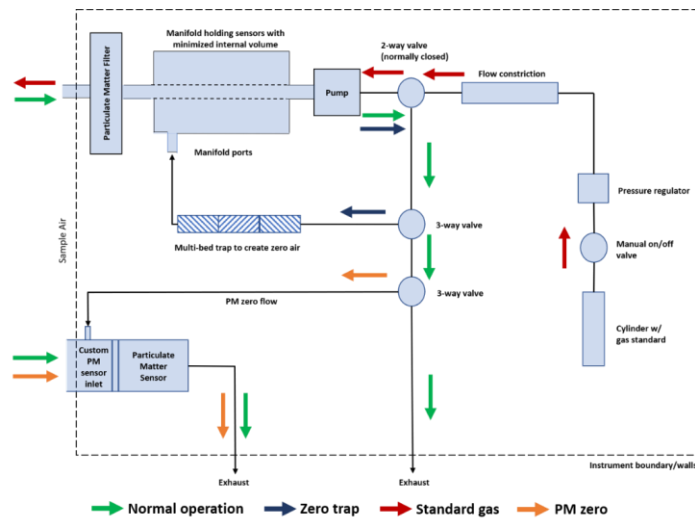 Manifold holding sensors with
minimized internal volume
2-way valve
(normally closed)
Flow constriction
Particulate Matter Filter
Pump
Manifold ports
Pressure regulator
Sample Air
3-way valve
Multi-bed trap to create zero air
Manual on/off
valve
3-way valve
PM zero flow
Cylinder w/
gas standard
Custom
PM
sensor
inlet
Particulate
Matter
Sensor
Instrument boundary/walls
Exhaust
Exhaust
Normal operation
Zero trap
Standard gas
PM zero